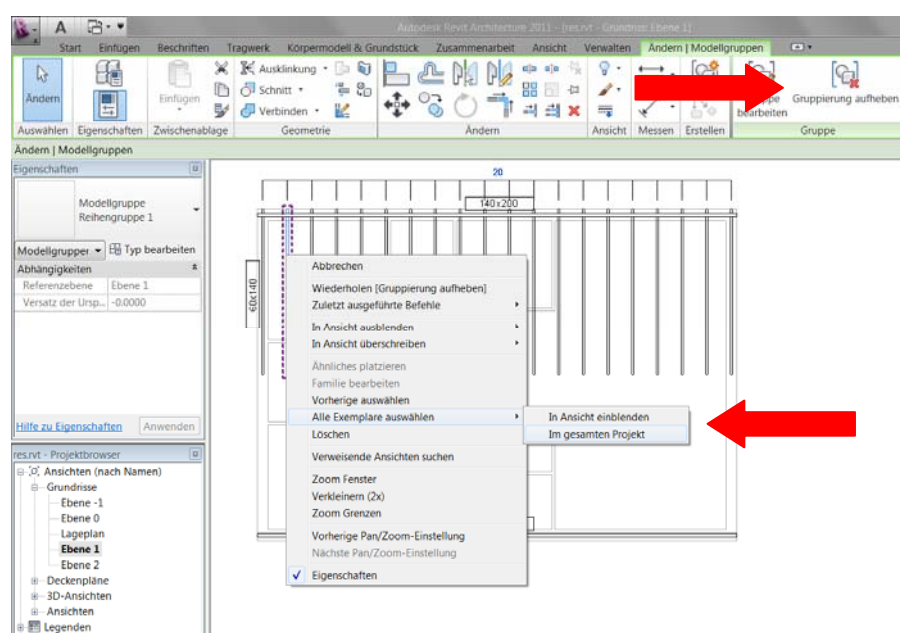 Autodesk Revit Architecture 2011 - [res.rvt - Grundriss: Ebene 1]
Start Einfügen Beschriften Tragwerk Körpermodell & Grundstück Zusammenarbeit Ansicht Verwalten Ändern | Modellgruppen
Ändern
Einfügen
Ausklinkung
Schnitt
Verbinden
bearbeiten
Gruppierung aufheben
Auswählen Eigenschaften Zwischenablage Geometrie Ändern Ansicht Messen Erstellen Gruppe
Ändern | Modellgruppen
Eigenschaften
Modellgruppe
Reihengruppe 1
Modellgrupper Typ bearbeiten
Abhängigkeiten
Referenzebene Ebene 1
Versatz der Ursp... -0.0000
Hilfe zu Eigenschaften Anwenden
res.rvt - Projektbrowser
Ansichten (nach Namen)
Grundrisse
Ebene -1
Ebene 0
Lageplan
Ebene 1
Ebene 2
Deckenpläne
3D-Ansichten
Ansichten
Legenden
20
140x200
60x140
Abbrechen
Wiederholen [Gruppierung aufheben]
Zuletzt ausgeführte Befehle
In Ansicht ausblenden
In Ansicht überschreiben
Ähnliches platzieren
Familie bearbeiten
Vorherige auswählen
Alle Exemplare auswählen
Löschen
Verweisende Ansichten suchen
Zoom Fenster
Verkleinern (2x)
Zoom Grenzen
Vorherige Pan/Zoom-Einstellung
Nächste Pan/Zoom-Einstellung
Eigenschaften
In Ansicht einblenden
Im gesamten Projekt